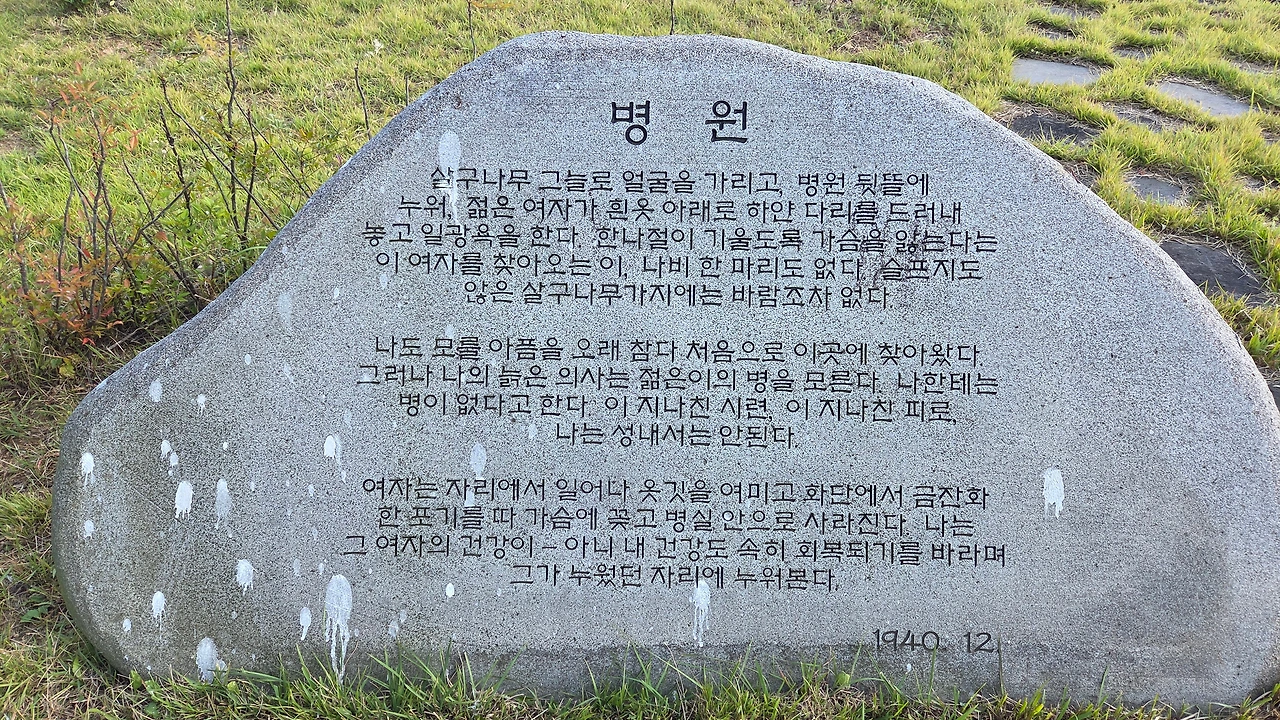 병 원
살구나무 그늘로 얼굴을 가리고, 병원 뒷뜰에
누워, 젊은 여자가 흰옷 아래로 하얀 다리를 드러내
놓고 일광욕을 한다. 한나절이 기울도록 가슴을 앓는다는
이 여자를 찾아오는 이, 나비 한 마리도 없다. 슬프지도
않은 살구나무가지에는 바람조차 없다.
나도 모를 아픔을 오래 참다 처음으로 이곳에 찾아왔다.
그러나 나의 늙은 의사는 젊은이의 병을 모른다. 나한테는
병이 없다고 한다. 이 지나친 시련, 이 지나친 피로,
나는 성내서는 안된다.
여자는 자리에서 일어나 옷깃을 여미고 화단에서 금잔화
한 포기를 따 가슴에 꽂고 병실 안으로 사라진다. 나는
그 여자의 건강이 - 아니 내 건강도 속히 회복되기를 바라며
그가 누웠던 자리에 누워본다.
1940. 12.